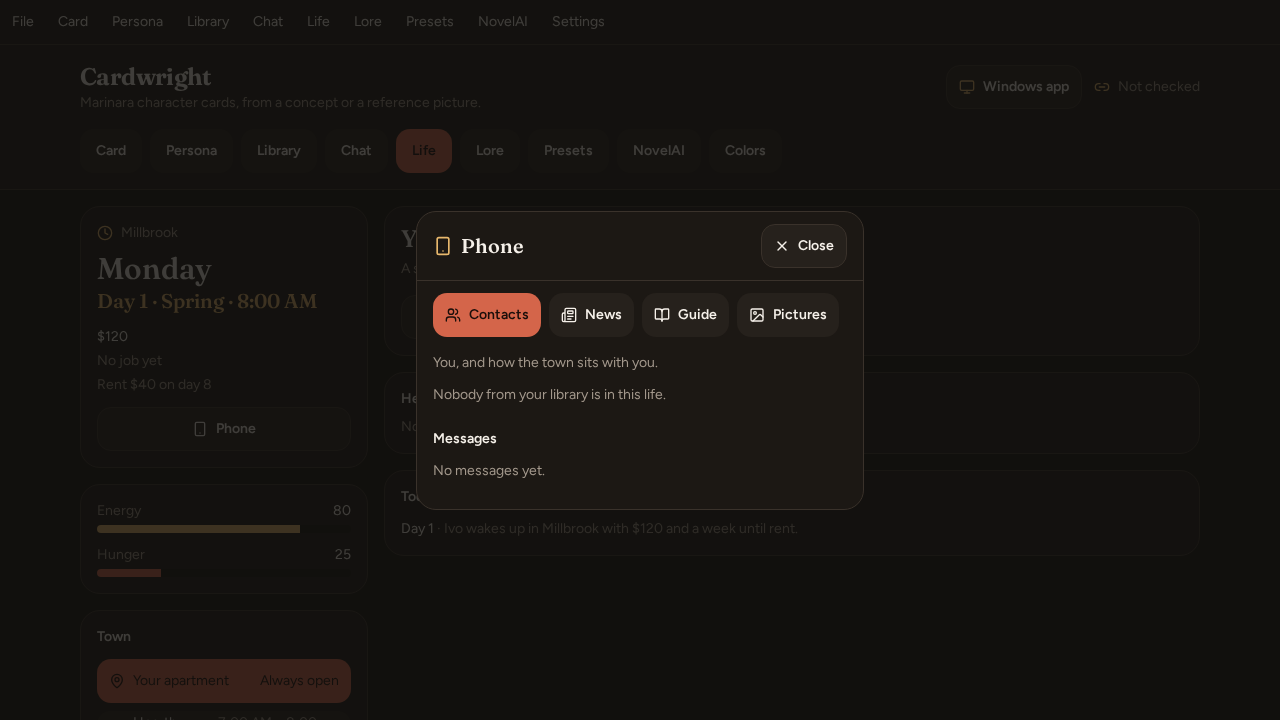 File Card Persona Library Chat Life Lore Presets NovelAI Settings
Cardwright
Marinara character cards, from a concept or a reference picture.
Windows app
Not checked
Card Persona Library Chat Life Lore Presets NovelAI Colors
Millbrook
Monday
Day 1 · Spring · 8:00 AM
$120
No job yet
Rent $40 on day 8
Phone
Energy 80
Hunger 25
Town
Your apartment Always open
Phone
Close
Contacts News Guide Pictures
You, and how the town sits with you.
Nobody from your library is in this life.
Messages
No messages yet.
Day 1 · Ivo wakes up in Millbrook with $120 and a week until rent.